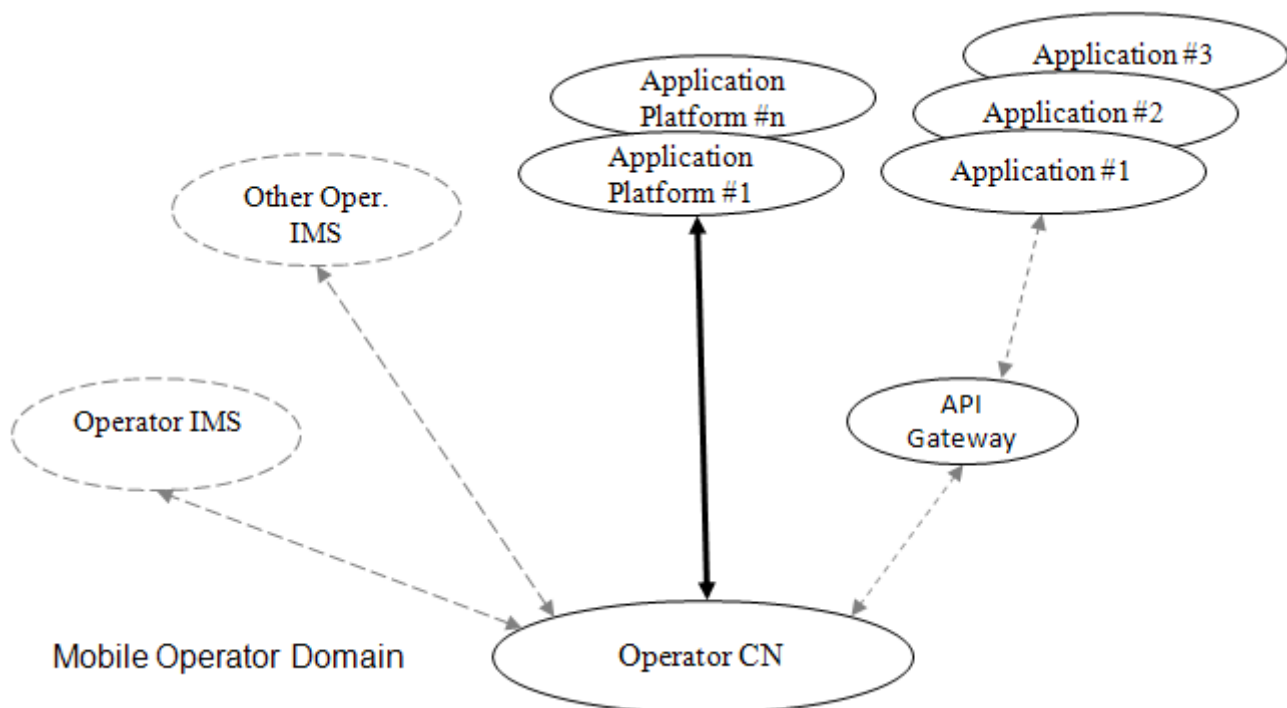 Application #3
Application
Platform #n
Application #2
Application
Platform #1
Application #1
Other Oper.
IMS
API
Gateway
Operator IMS
Mobile Operator Domain
Operator CN